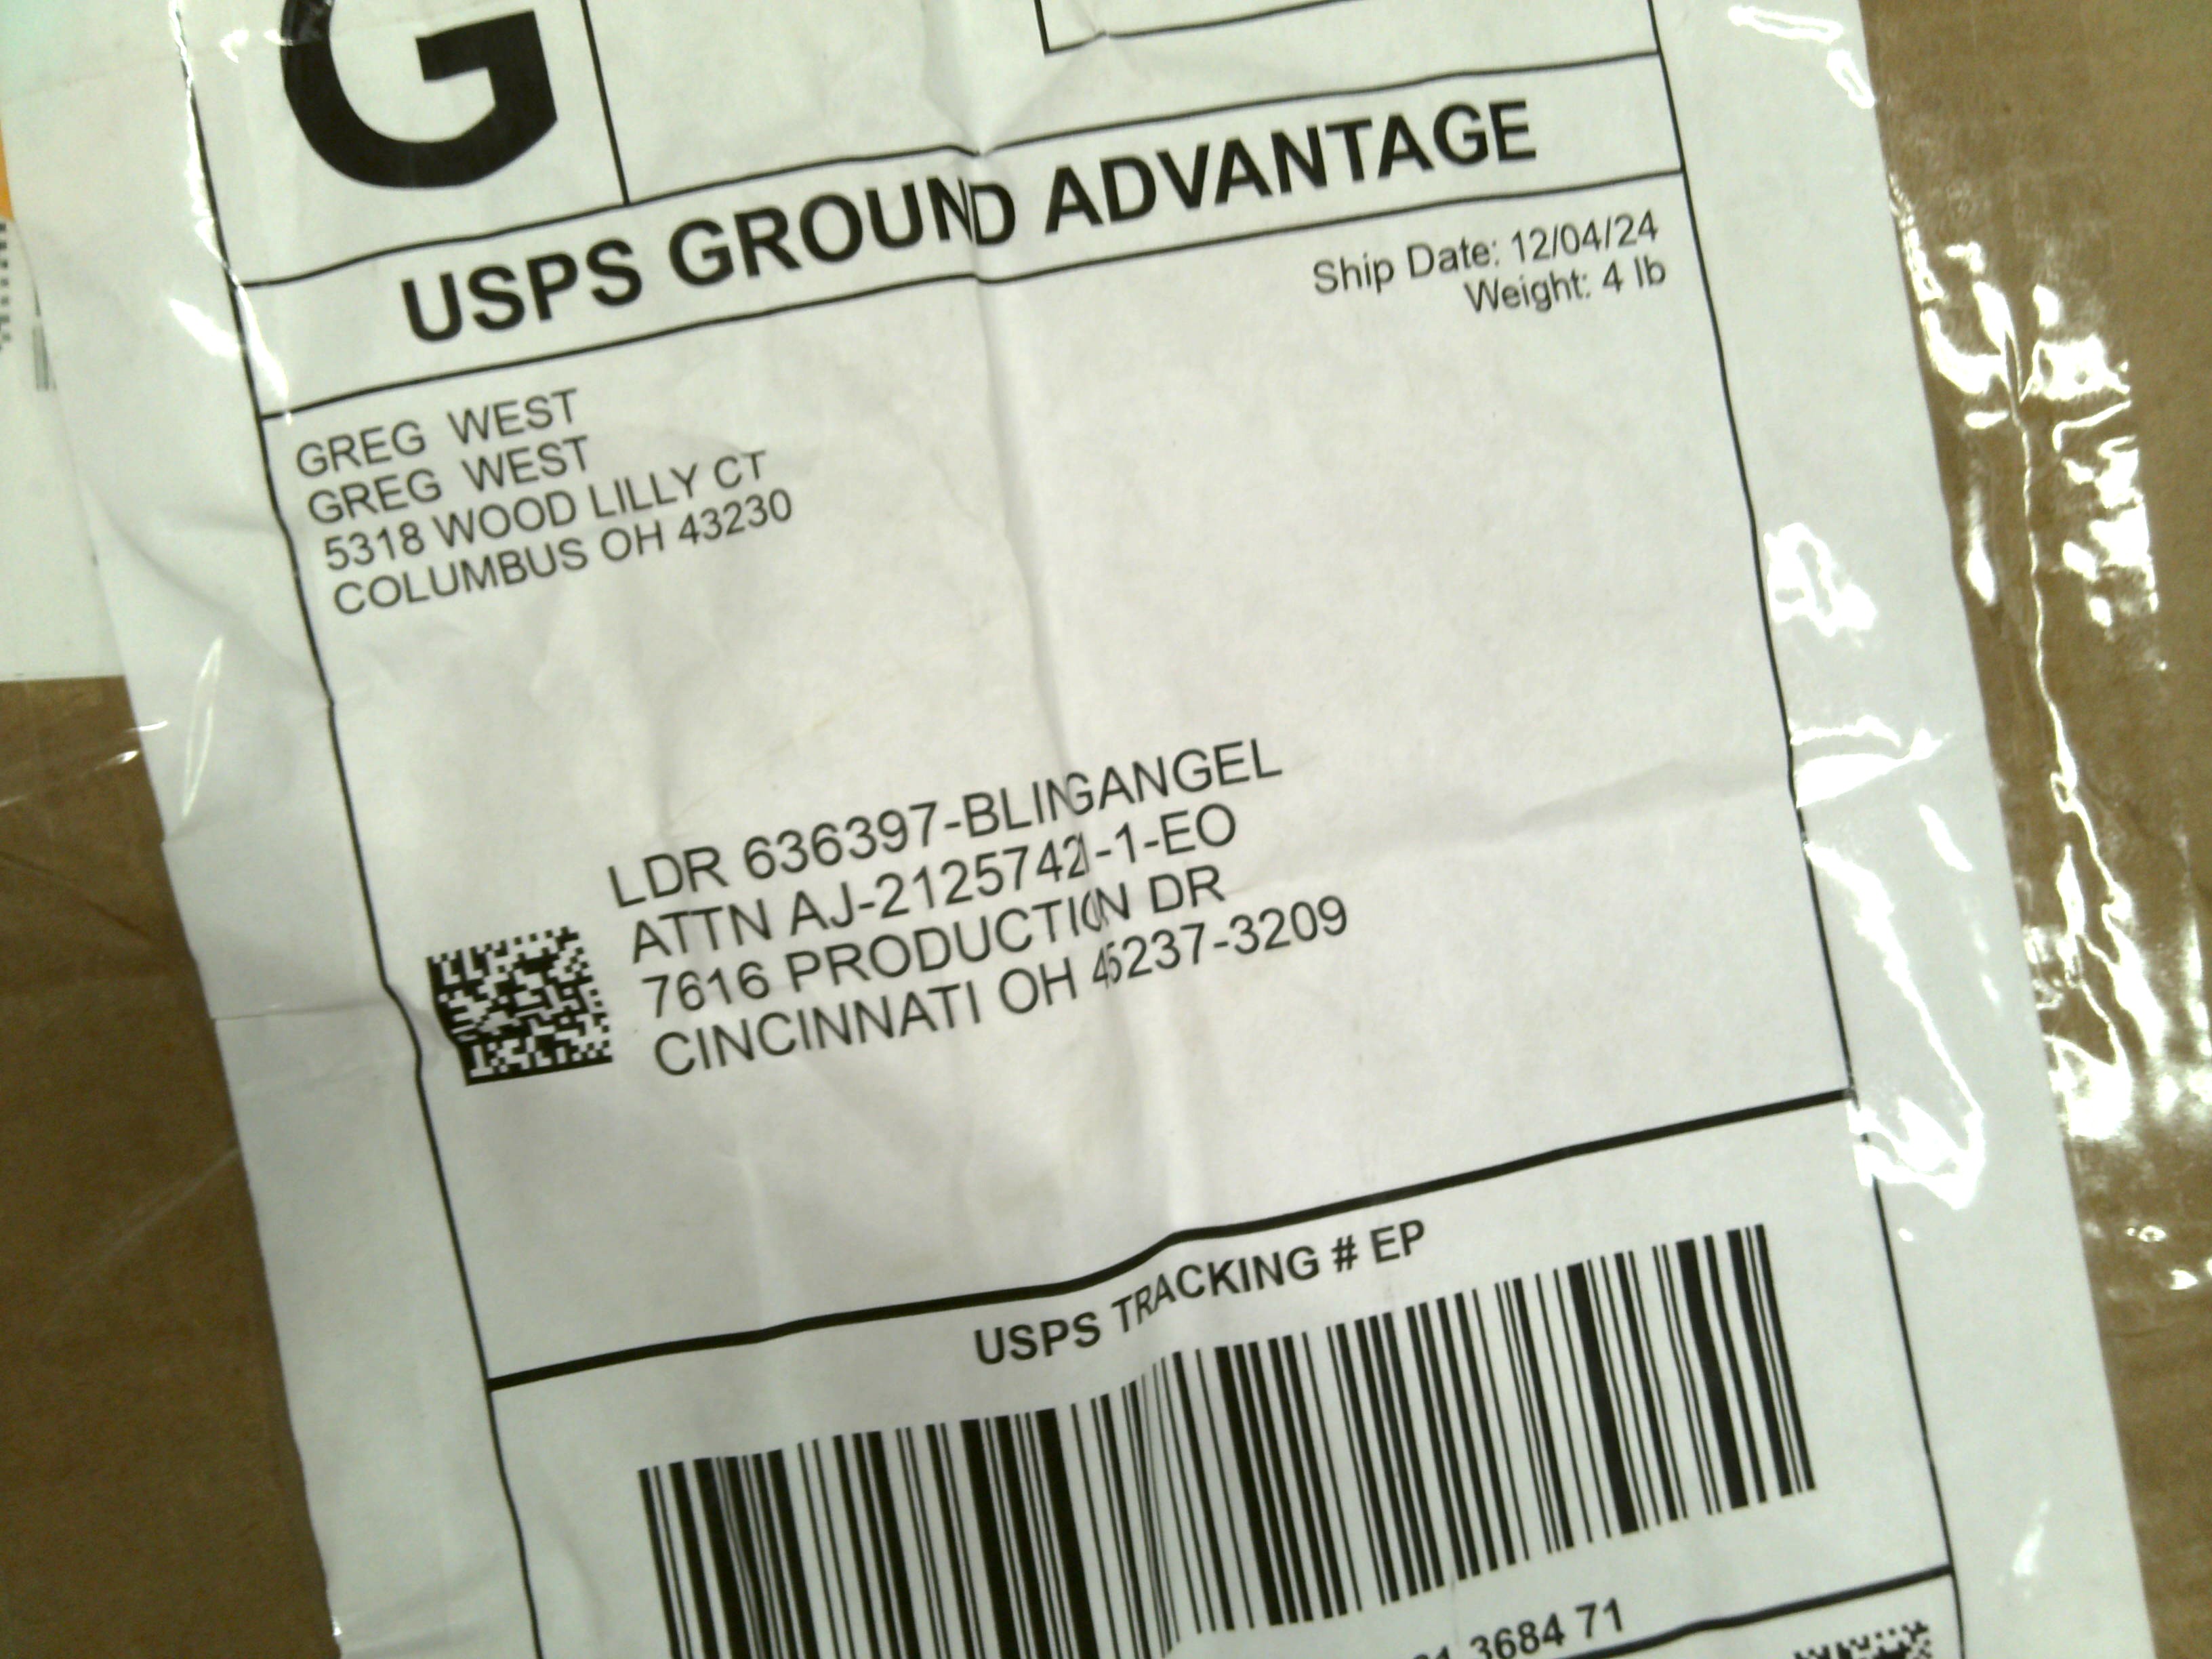 G
USPS GROUND ADVANTAGE
Ship Date: 12/04/24
Weight: 4 lb
GREG WEST
GREG WEST
5318 WOOD LILLY CT
COLUMBUS OH 43230
LDR 636397-BLINGANGEL
ATTN AJ-2125742-1-EO
7616 PRODUCTION DR
CINCINNATI OH 45237-3209
USPS TRACKING # EP
3684 71